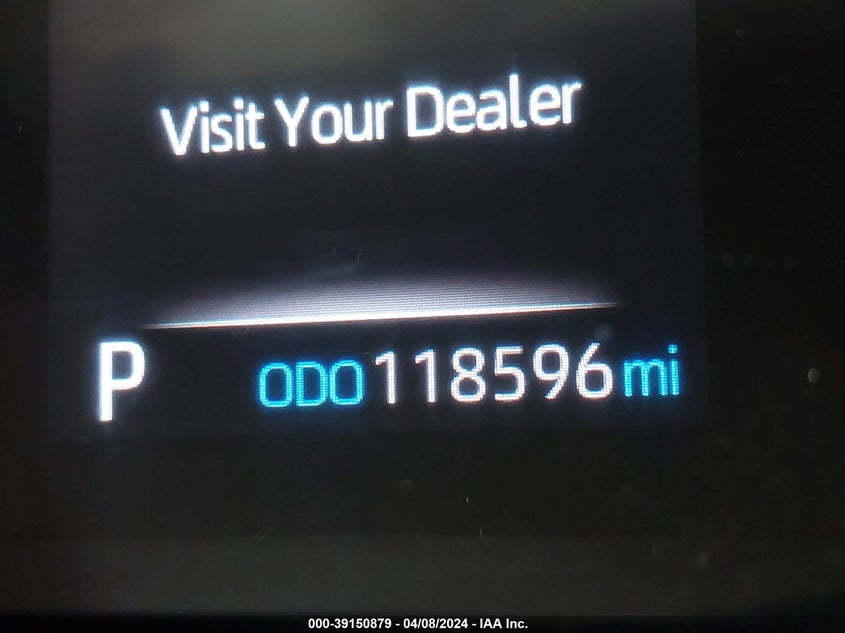 Visit Your Dealer
P ODO 118596 mi
000-39150879 - 04/08/2024 - IAA Inc.